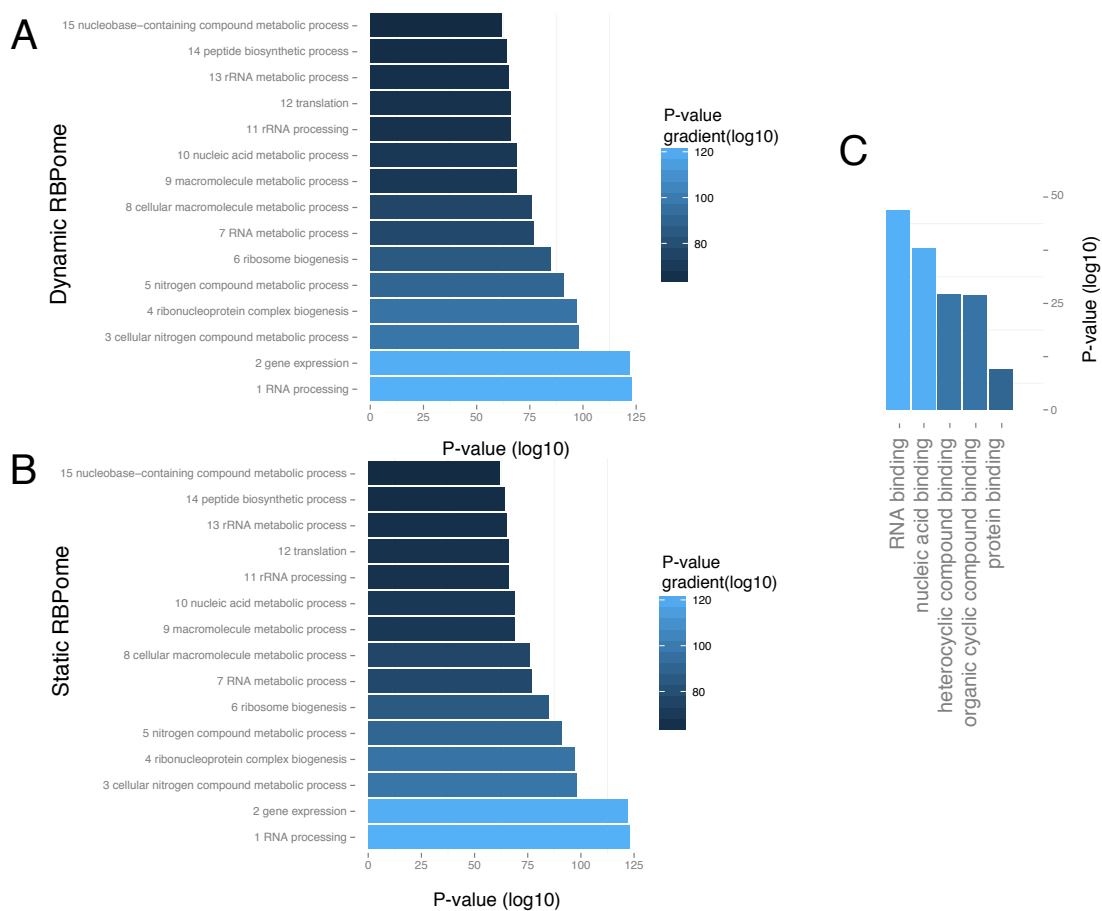 A
Dynamic RBPome
15 nucleobase−containing compound metabolic process
14 peptide biosynthetic process
13 rRNA metabolic process
12 translation
11 rRNA processing
10 nucleic acid metabolic process
9 macromolecule metabolic process
8 cellular macromolecule metabolic process
7 RNA metabolic process
6 ribosome biogenesis
5 nitrogen compound metabolic process
4 ribonucleoprotein complex biogenesis
3 cellular nitrogen compound metabolic process
2 gene expression
1 RNA processing
0 25 50 75 100 125
P-value (log10)
P-value
gradient(log10)
120
100
80
B
Static RBPome
15 nucleobase−containing compound metabolic process
14 peptide biosynthetic process
13 rRNA metabolic process
12 translation
11 rRNA processing
10 nucleic acid metabolic process
9 macromolecule metabolic process
8 cellular macromolecule metabolic process
7 RNA metabolic process
6 ribosome biogenesis
5 nitrogen compound metabolic process
4 ribonucleoprotein complex biogenesis
3 cellular nitrogen compound metabolic process
2 gene expression
1 RNA processing
0 25 50 75 100 125
P-value (log10)
P-value
gradient(log10)
120
100
80
C
50
25
0
P-value (log10)
RNA binding
nucleic acid binding
heterocyclic compound binding
organic cyclic compound binding
protein binding